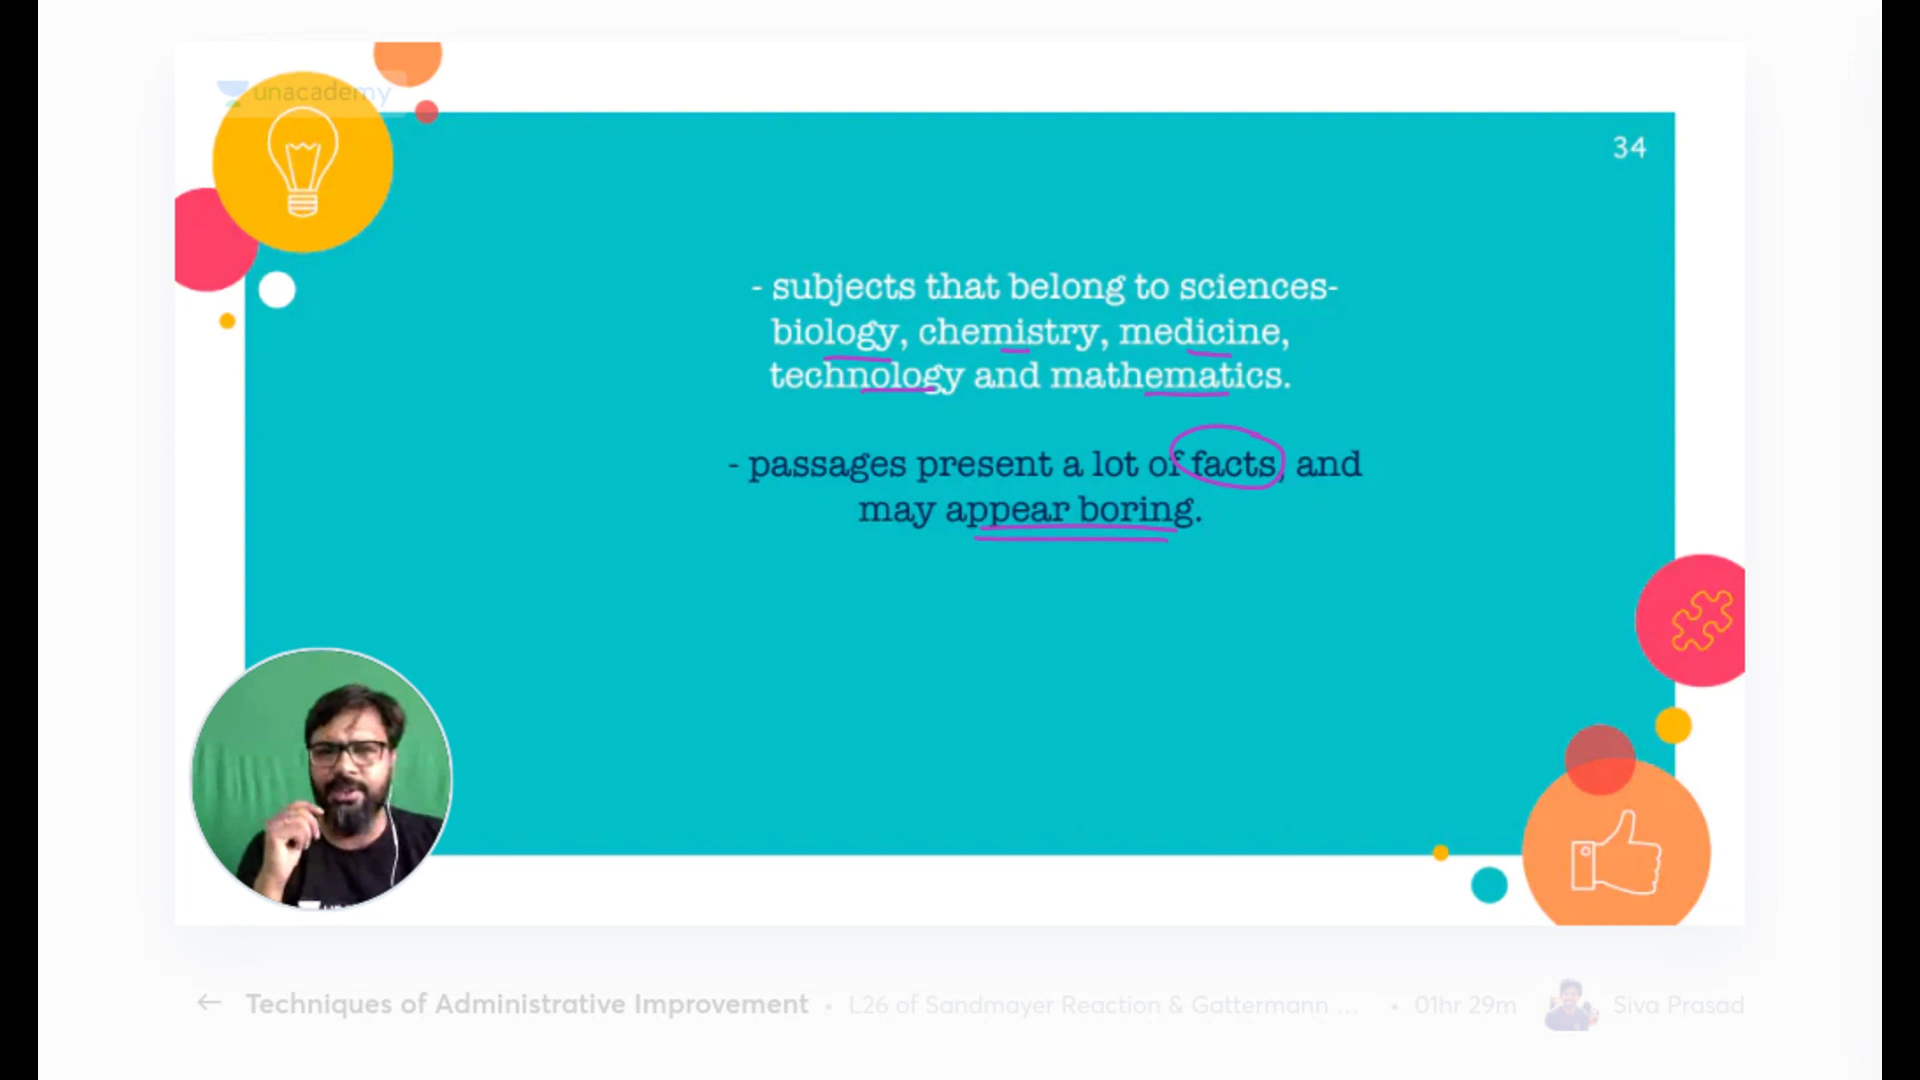 unacademy
34
- subjects that belong to sciences-
biology, chemistry, medicine,
technology and mathematics.
- passages present a lot of facts, and
may appear boring.
← Techniques of Administrative Improvement • L26 of Sandmayer Reaction & Gattermann ... • 01hr 29m Siva Prasad